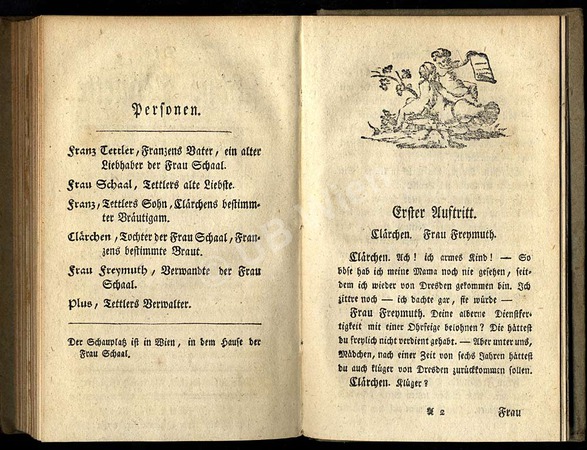 Personen.
Franz Tettler, Franzens Vater, ein alter
Liebhaber der Frau Schaal.
Frau Schaal, Tettlers alte Liebste.
Franz, Tettlers Sohn, Clärchens bestimm-
ter Bräutigam.
Clärchen, Tochter der Frau Schaal, Fran-
zens bestimmte Braut.
Frau Freymuth, Verwandte der Frau
Schaal.
Plus, Tettlers Verwalter.
Der Schauplatz ist in Wien, in dem Hause der
Frau Schaal.
Erster Auftritt.
Clärchen. Frau Freymuth.
Clärchen. Ach! ich armes Kind! — So
böse hab ich meine Mama noch nie gesehen, seit-
dem ich wieder von Dresden gekommen bin. Ich
zittre noch — ich dachte gar, sie würde —
Frau Freymuth. Deine alberne Dienstfer-
tigkeit mit einer Ohrfeige belohnen? Die hättest
du freylich nicht verdient gehabt. — Aber unter uns,
Mädchen, nach einer Zeit von sechs Jahren hättest
du auch klüger von Dresden zurückkommen sollen.
Clärchen. Klüger?
A 2 Frau
UB Wien